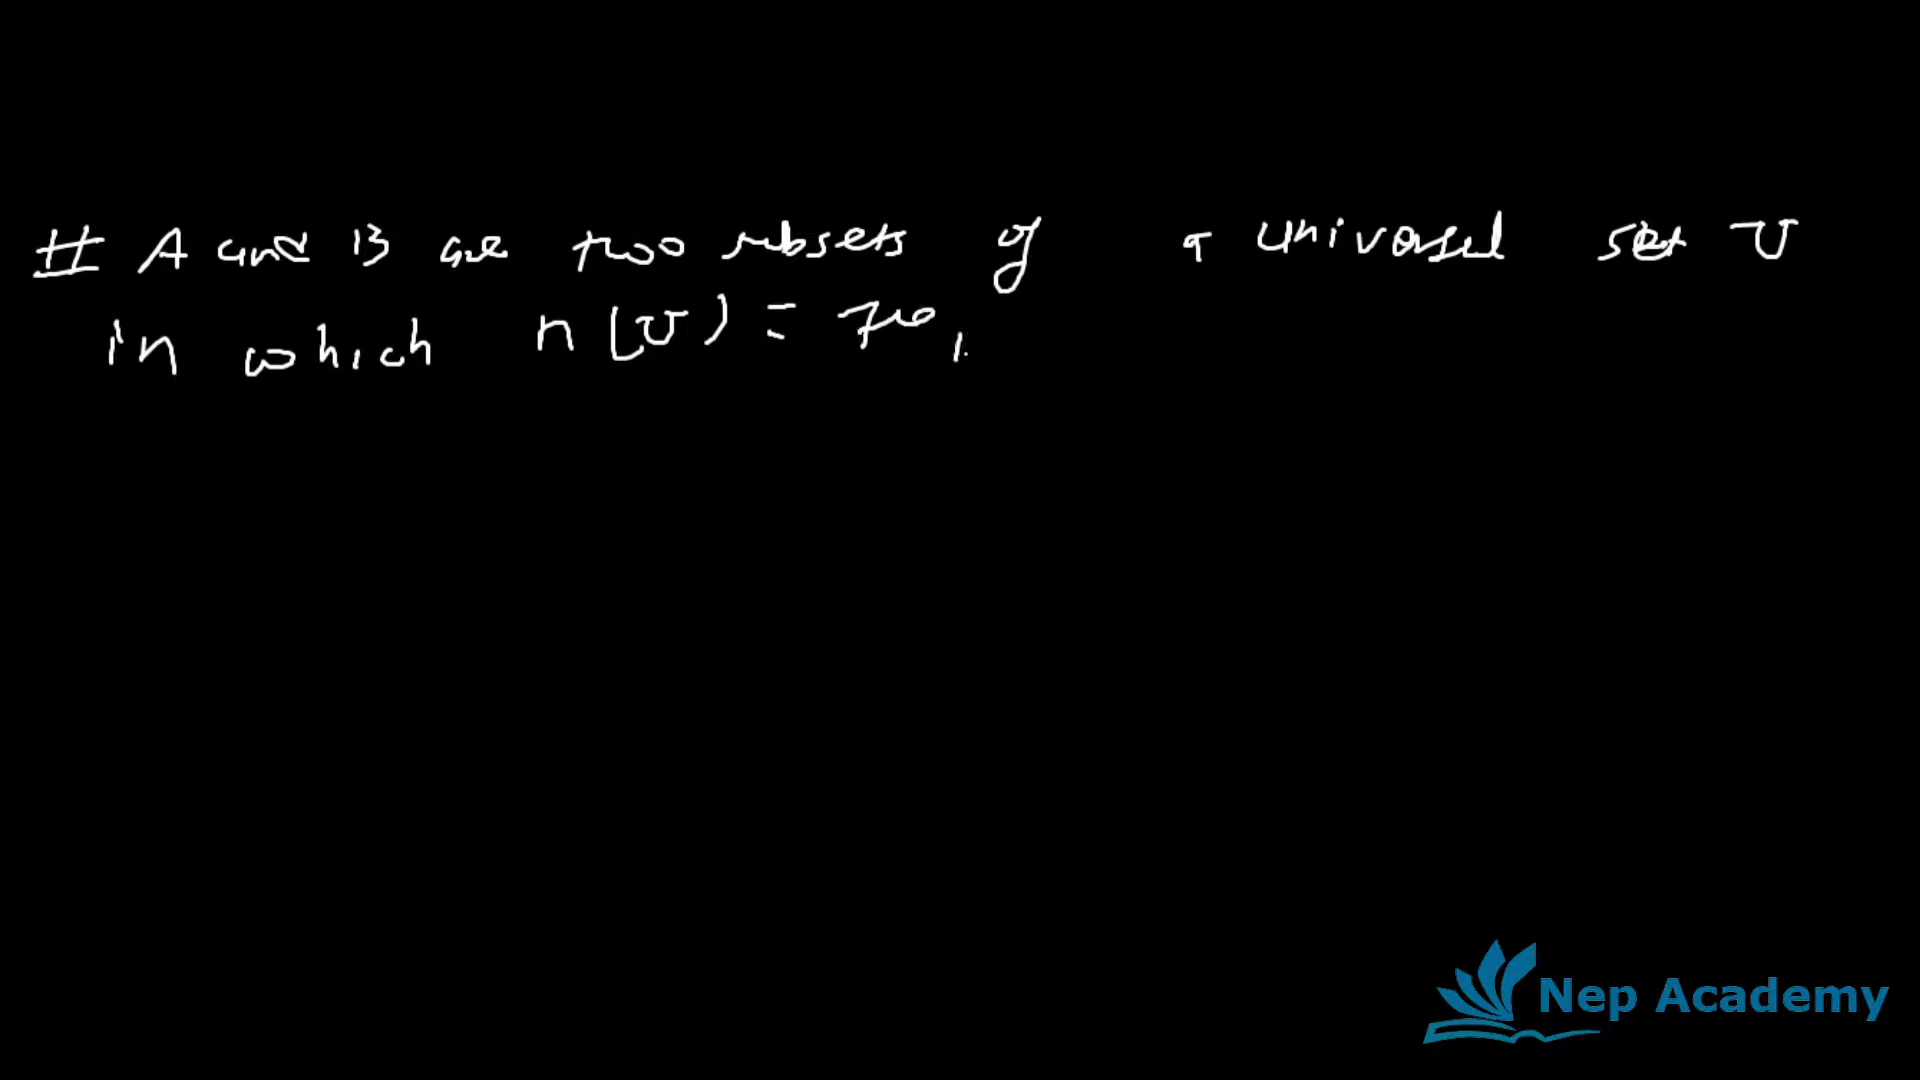 # A and B are two subsets of a universal set U
in which n(U) = 70,
Nep Academy